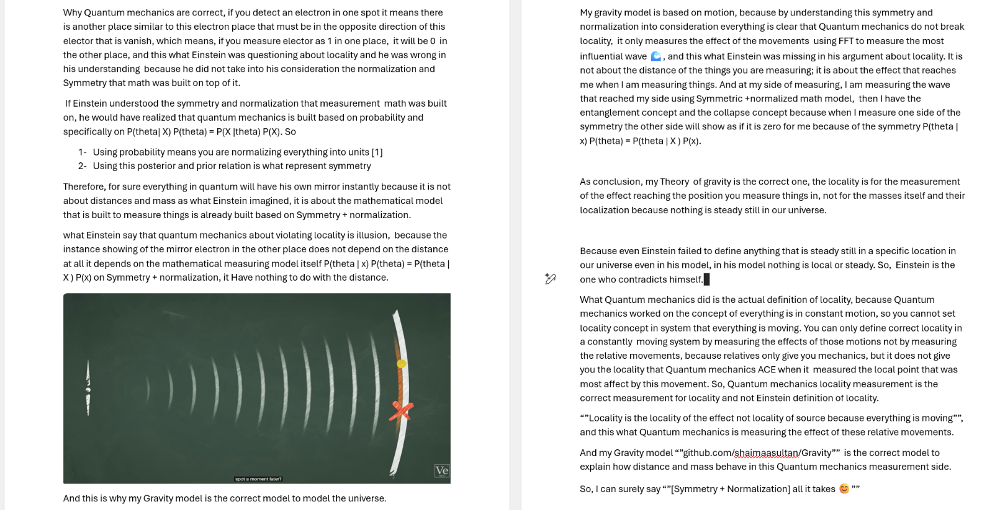 Why Quantum mechanics are correct, if you detect an electron in one spot it means there
is another place similar to this electron place that must be in the opposite direction of this
elector that is vanish, which means, if you measure elector as 1 in one place,  it will be 0  in
the other place, and this what Einstein was questioning about locality and he was wrong in
his understanding  because he did not take into his consideration the normalization and
Symmetry that math was built on top of it.
If Einstein understood the symmetry and normalization that measurement  math was built
on, he would have realized that quantum mechanics is built based on probability and
specifically on P(theta| X) P(theta) = P(X |theta) P(X). So
1- Using probability means you are normalizing everything into units [1]
2- Using this posterior and prior relation is what represent symmetry
Therefore, for sure everything in quantum will have his own mirror instantly because it is not
about distances and mass as what Einstein imagined, it is about the mathematical model
that is built to measure things is already built based on Symmetry + normalization.
what Einstein say that quantum mechanics about violating locality is illusion,  because the
instance showing of the mirror electron in the other place does not depend on the distance
at all it depends on the mathematical measuring model itself P(theta | x) P(theta) = P(theta |
X ) P(x) on Symmetry + normalization, it Have nothing to do with the distance.
Ve
spot a moment later?
And this is why my Gravity model is the correct model to model the universe.
My gravity model is based on motion, because by understanding this symmetry and
normalization into consideration everything is clear that Quantum mechanics do not break
locality,  it only measures the effect of the movements  using FFT to measure the most
influential wave 🌊 , and this what Einstein was missing in his argument about locality. It is
not about the distance of the things you are measuring; it is about the effect that reaches
me when I am measuring things. And at my side of measuring, I am measuring the wave
that reached my side using Symmetric +normalized math model,  then I have the
entanglement concept and the collapse concept because when I measure one side of the
symmetry the other side will show as if it is zero for me because of the symmetry P(theta |
x) P(theta) = P(theta | X ) P(x).
As conclusion, my Theory  of gravity is the correct one, the locality is for the measurement
of the effect reaching the position you measure things in, not for the masses itself and their
localization because nothing is steady still in our universe.
Because even Einstein failed to define anything that is steady still in a specific location in
our universe even in his model, in his model nothing is local or steady. So,  Einstein is the
one who contradicts himself.
What Quantum mechanics did is the actual definition of locality, because Quantum
mechanics worked on the concept of everything is in constant motion, so you cannot set
locality concept in system that everything is moving. You can only define correct locality in
a constantly  moving system by measuring the effects of those motions not by measuring
the relative movements, because relatives only give you mechanics, but it does not give
you the locality that Quantum mechanics ACE when it  measured the local point that was
most affect by this movement. So, Quantum mechanics locality measurement is the
correct measurement for locality and not Einstein definition of locality.
“”Locality is the locality of the effect not locality of source because everything is moving””,
and this what Quantum mechanics is measuring the effect of these relative movements.
And my Gravity model “”github.com/shaimaasultan/Gravity””  is the correct model to
explain how distance and mass behave in this Quantum mechanics measurement side.
So, I can surely say “”[Symmetry + Normalization] all it takes 😊 ””